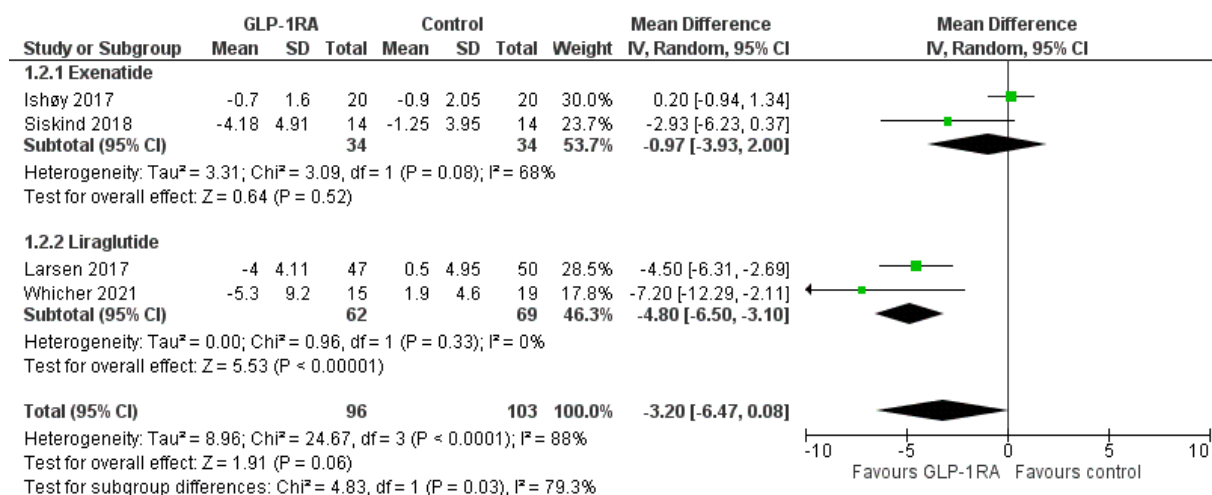 GLP-1RA Control Mean Difference Mean Difference
Study or Subgroup Mean SD Total Mean SD Total Weight IV, Random, 95% CI IV, Random, 95% CI
1.2.1 Exenatide
Ishøy 2017 -0.7 1.6 20 -0.9 2.05 20 30.0% 0.20 [-0.94, 1.34]
Siskind 2018 -4.18 4.91 14 -1.25 3.95 14 23.7% -2.93 [-6.23, 0.37]
Subtotal (95% CI) 34 34 53.7% -0.97 [-3.93, 2.00]
Heterogeneity: Tau² = 3.31; Chi² = 3.09, df = 1 (P = 0.08); I² = 68%
Test for overall effect: Z = 0.64 (P = 0.52)
1.2.2 Liraglutide
Larsen 2017 -4 4.11 47 0.5 4.95 50 28.5% -4.50 [-6.31, -2.69]
Whicher 2021 -5.3 9.2 15 1.9 4.6 19 17.8% -7.20 [-12.29, -2.11]
Subtotal (95% CI) 62 69 46.3% -4.80 [-6.50, -3.10]
Heterogeneity: Tau² = 0.00; Chi² = 0.96, df = 1 (P = 0.33); I² = 0%
Test for overall effect: Z = 5.53 (P < 0.00001)
Total (95% CI) 96 103 100.0% -3.20 [-6.47, 0.08]
Heterogeneity: Tau² = 8.96; Chi² = 24.67, df = 3 (P < 0.0001); I² = 88%
Test for overall effect: Z = 1.91 (P = 0.06)
Test for subgroup differences: Chi² = 4.83, df = 1 (P = 0.03), I² = 79.3%
-10 -5 0 5 10
Favours GLP-1RA Favours control